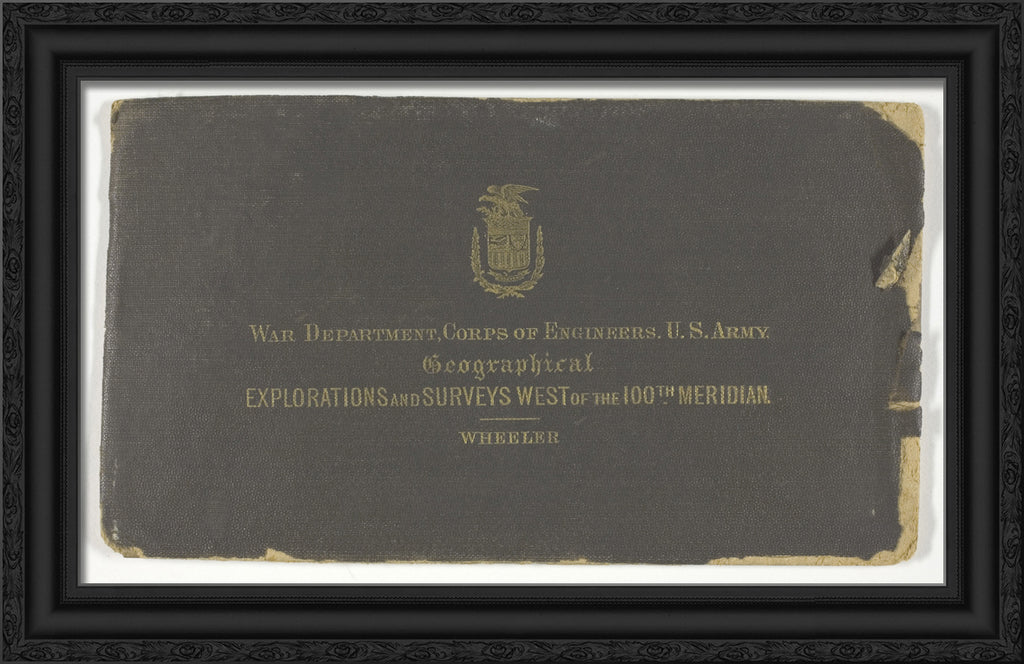 War Department, Corps of Engineers. U. S. Army.
Geographical
EXPLORATIONS AND SURVEYS WEST OF THE 100TH MERIDIAN.
WHEELER